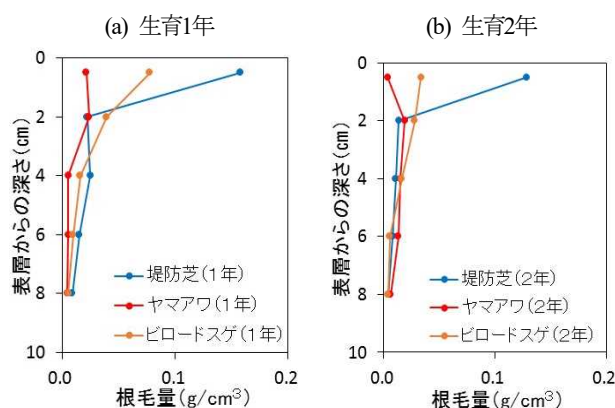 (a) 生育1年
(b) 生育2年
表層からの深さ(cm)
0
2
4
6
8
10
堤防芝(1年)
ヤマアワ(1年)
ビロードスゲ(1年)
0.0
0.1
0.2
根毛量(g/cm³)
表層からの深さ(cm)
0
2
4
6
8
10
堤防芝(2年)
ヤマアワ(2年)
ビロードスゲ(2年)
0.0
0.1
0.2
根毛量(g/cm³)